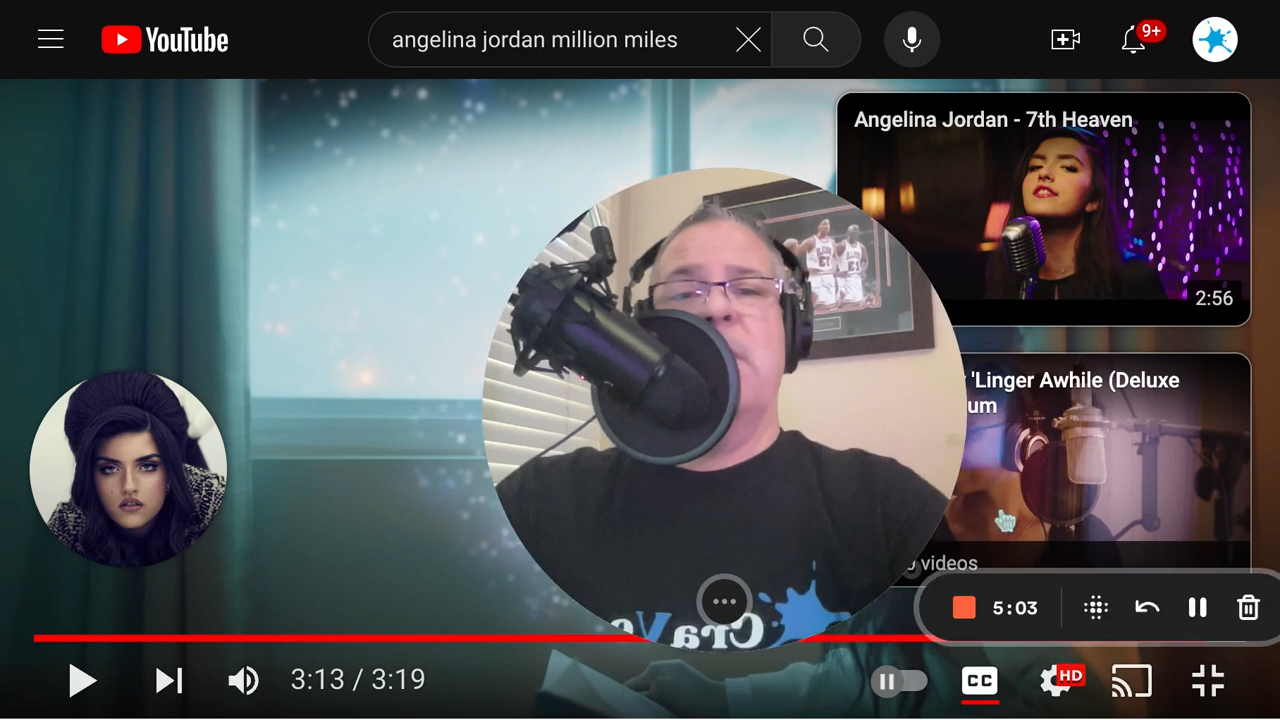 YouTube
angelina jordan million miles
9+
Angelina Jordan - 7th Heaven
2:56
'Linger Awhile (Deluxe
um
videos
5:03
3:13 / 3:19
CC
HD